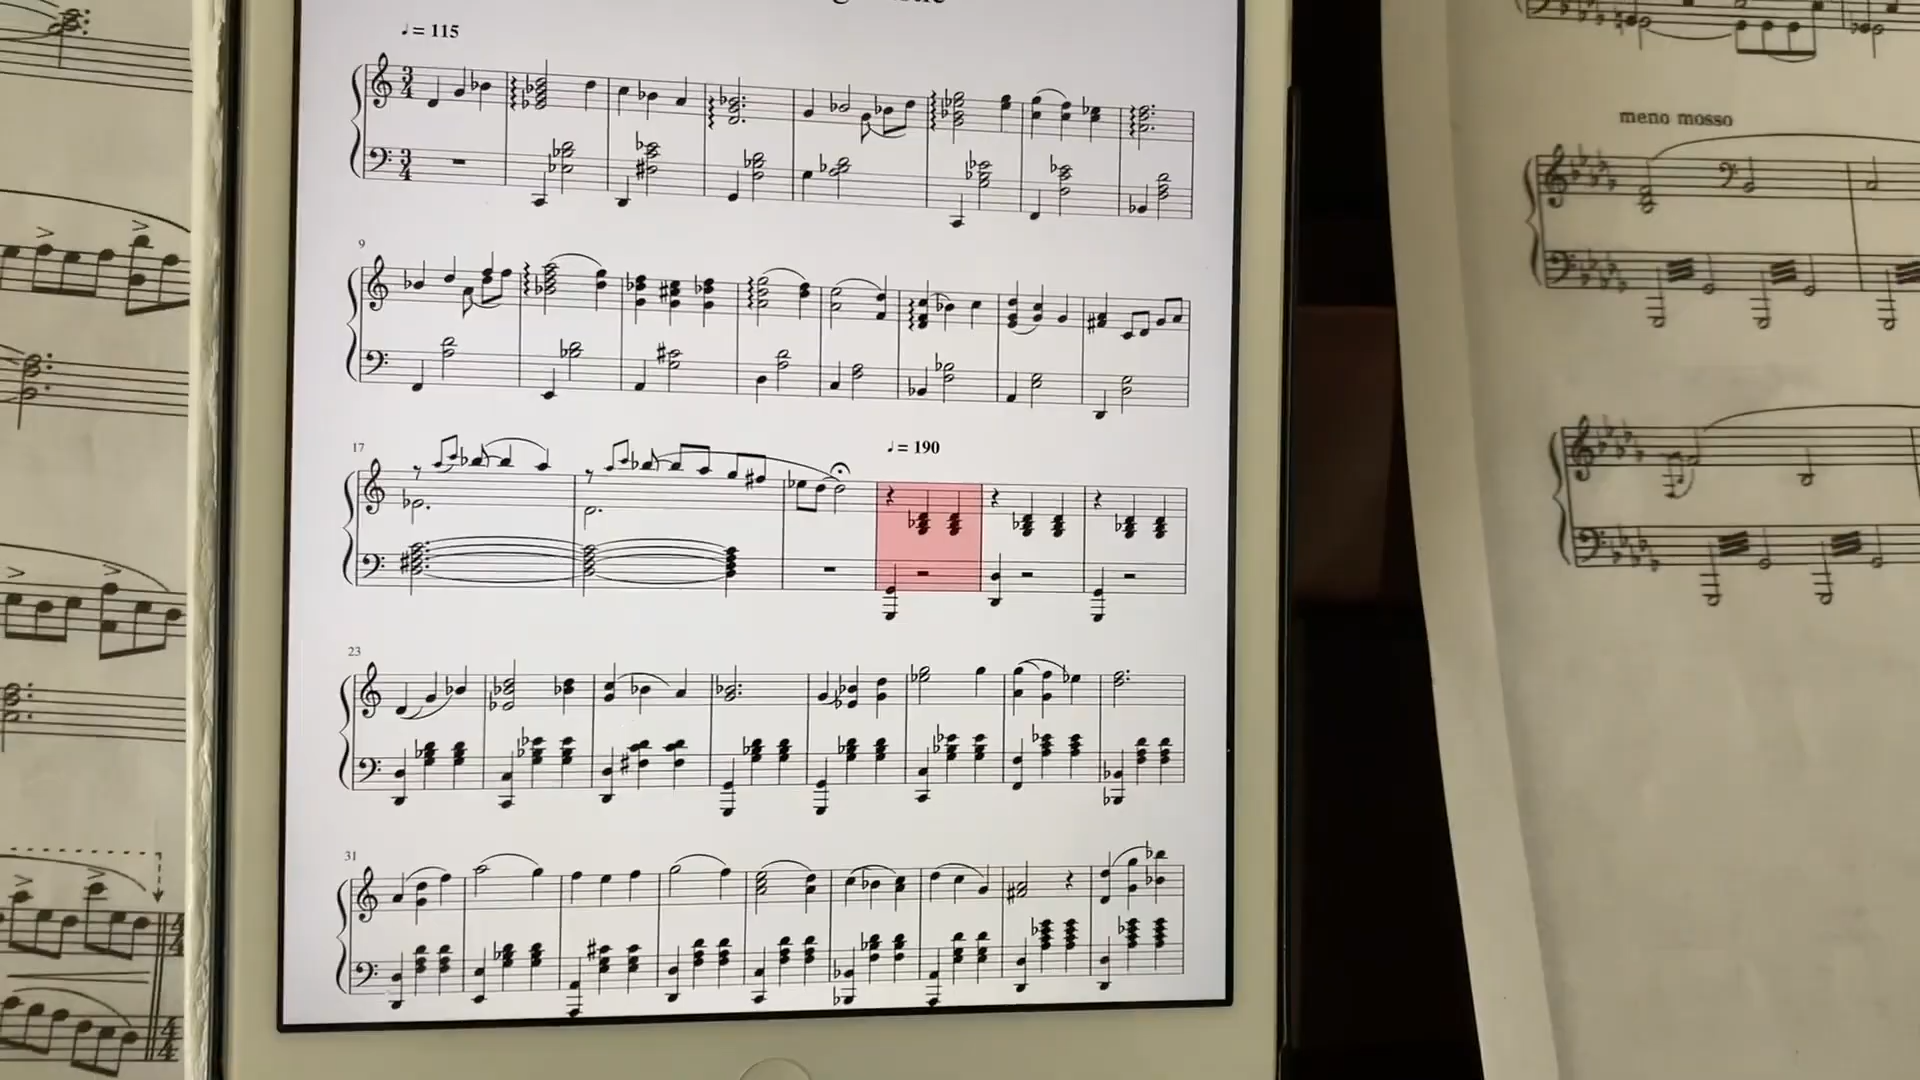 ♩ = 115
9
17
♩ = 190
23
31
meno mosso